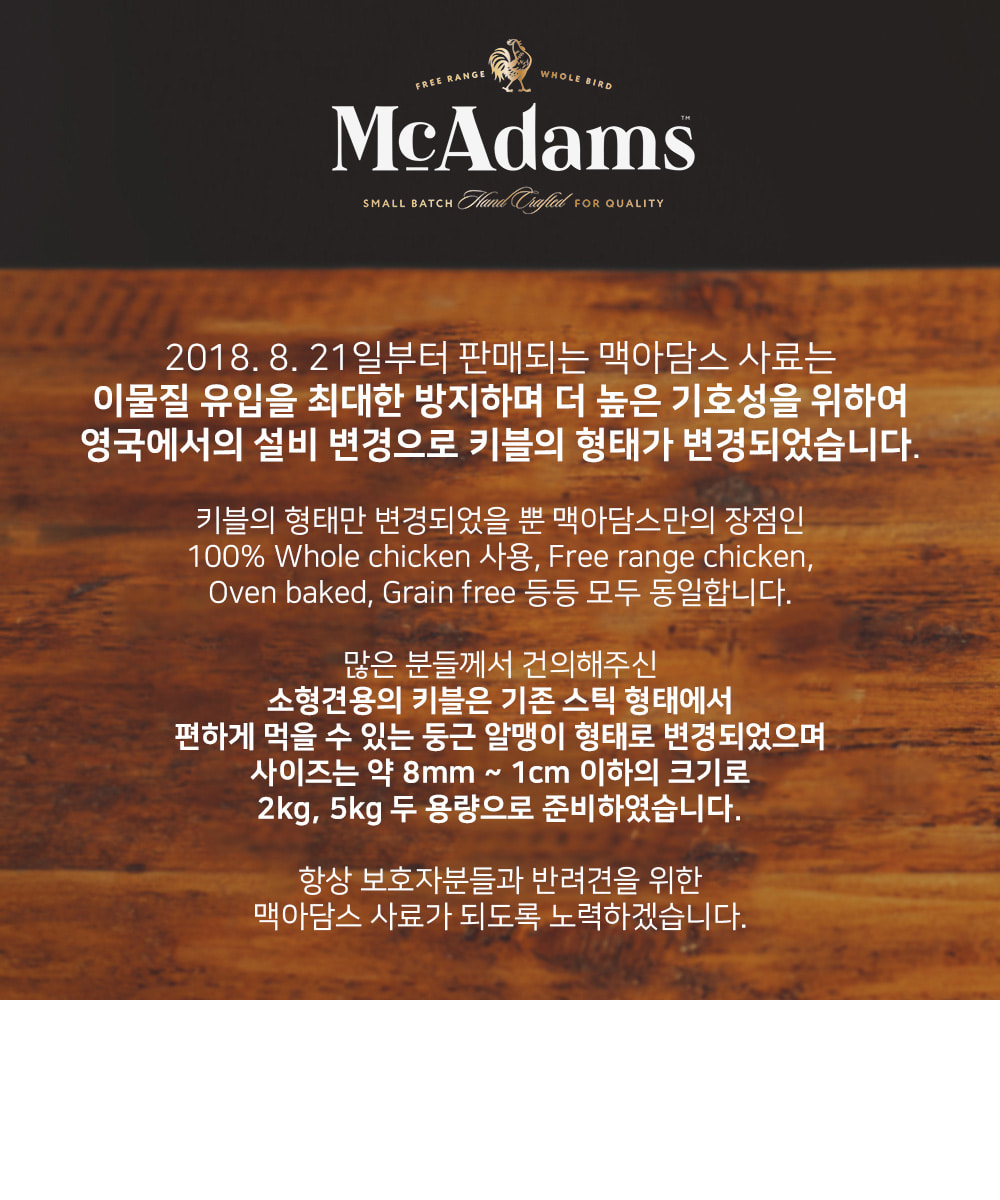 FREE RANGE WHOLE BIRD
McAdams™
SMALL BATCH Hand Crafted FOR QUALITY
2018. 8. 21일부터 판매되는 맥아담스 사료는
이물질 유입을 최대한 방지하며 더 높은 기호성을 위하여
영국에서의 설비 변경으로 키블의 형태가 변경되었습니다.
키블의 형태만 변경되었을 뿐 맥아담스만의 장점인
100% Whole chicken 사용, Free range chicken,
Oven baked, Grain free 등등 모두 동일합니다.
많은 분들께서 건의해주신
소형견용의 키블은 기존 스틱 형태에서
편하게 먹을 수 있는 둥근 알맹이 형태로 변경되었으며
사이즈는 약 8mm ~ 1cm 이하의 크기로
2kg, 5kg 두 용량으로 준비하였습니다.
항상 보호자분들과 반려견을 위한
맥아담스 사료가 되도록 노력하겠습니다.